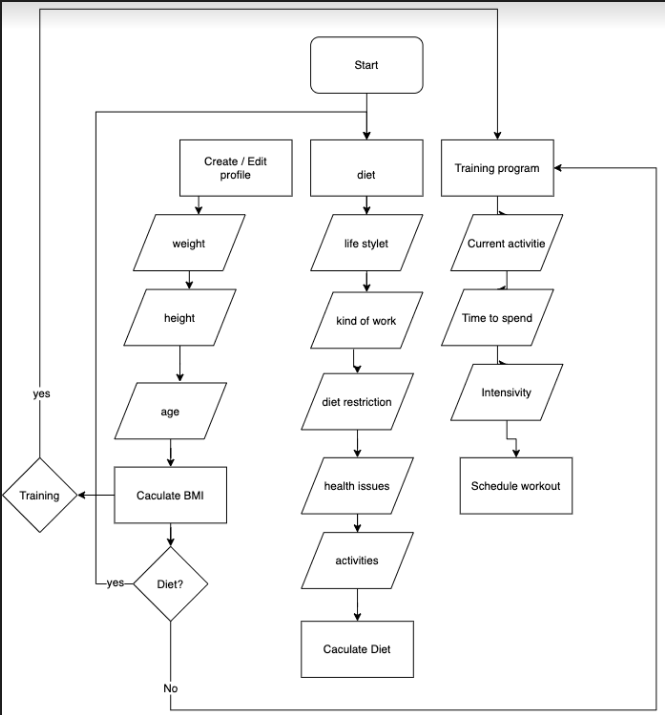 Start
Create / Edit
profile
diet
Training program
weight
life stylet
Current activitie
height
kind of work
Time to spend
yes
age
diet restriction
Intensivity
Training
Caculate BMI
health issues
Schedule workout
yes
Diet?
activities
Caculate Diet
No